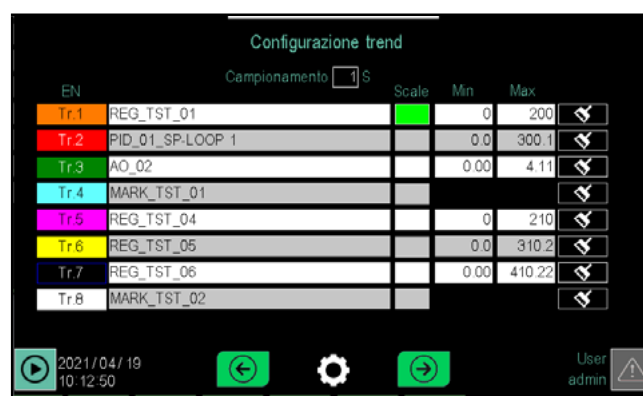 Configurazione trend
Campionamento 1 S
EN Scale Min Max
Tr.1 REG_TST_01 0 200
Tr.2 PID_01_SP-LOOP 1 0.0 300.1
Tr.3 AO_02 0.00 4.11
Tr.4 MARK_TST_01
Tr.5 REG_TST_04 0 210
Tr.6 REG_TST_05 0.0 310.2
Tr.7 REG_TST_06 0.00 410.22
Tr.8 MARK_TST_02
2021/04/19 User
10:12:50 admin